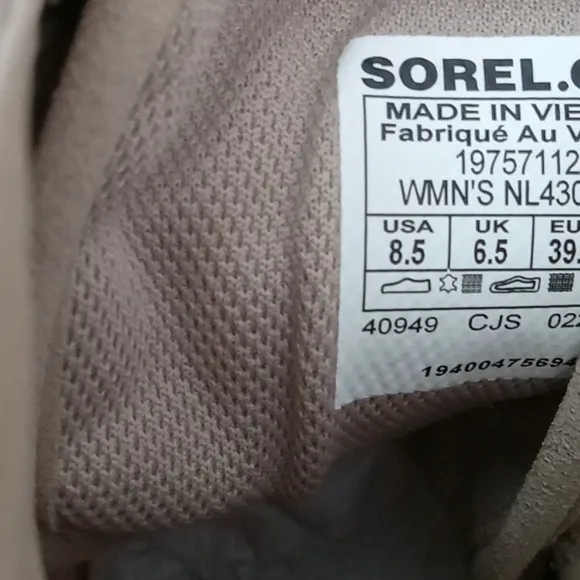 SOREL.
MADE IN VIE
Fabriqué Au V
19757112
WMN'S NL430
USA UK EU
8.5 6.5 39.
40949 CJS 022
19400475694